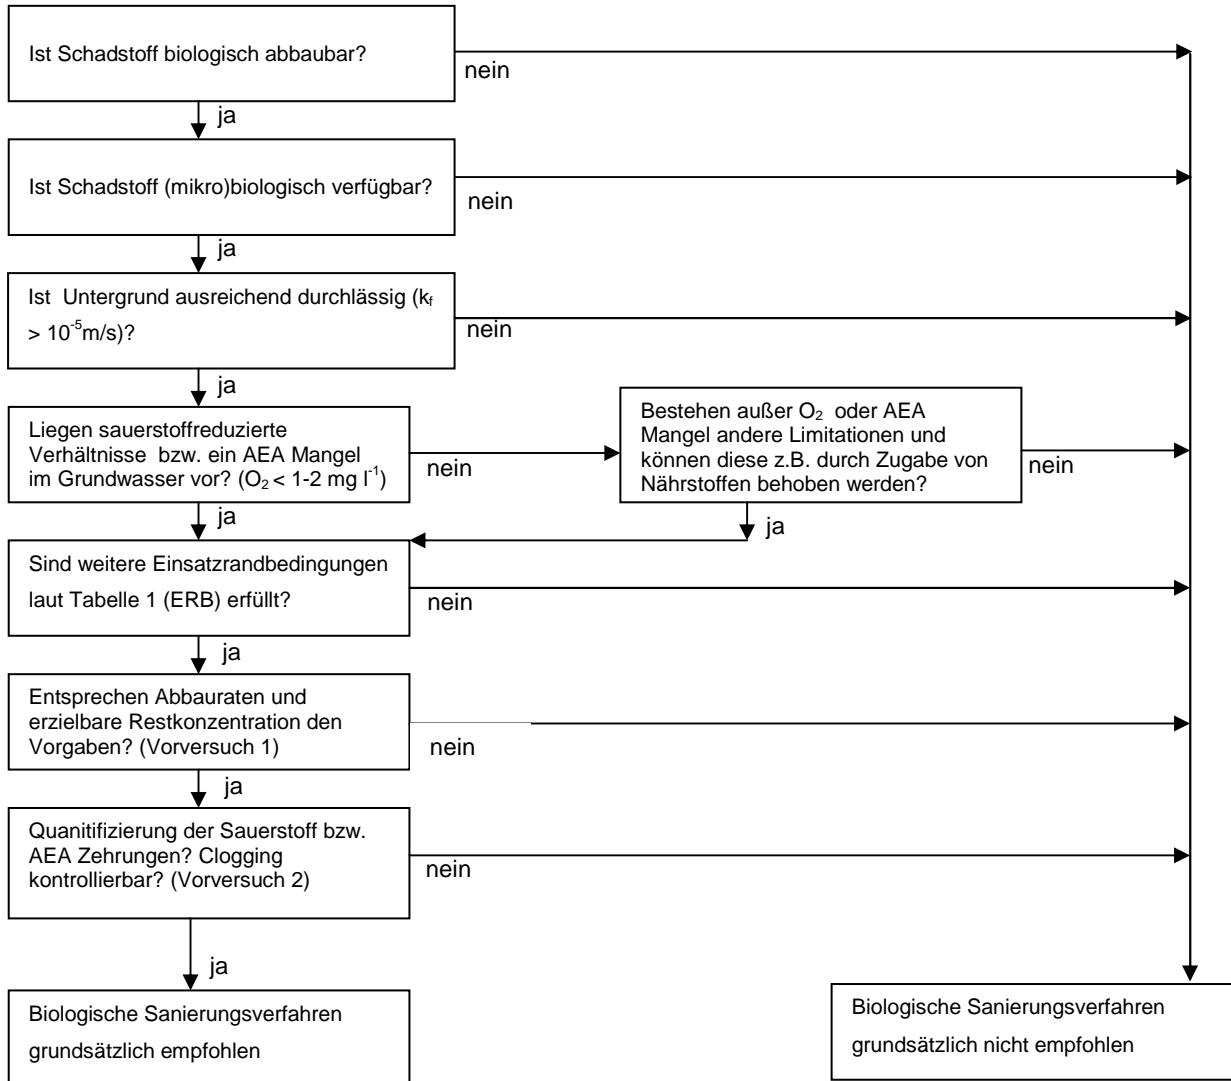 Ist Schadstoff biologisch abbaubar?
nein
ja
Ist Schadstoff (mikro)biologisch verfügbar?
nein
ja
Ist Untergrund ausreichend durchlässig (kf
> 10-5m/s)?
nein
ja
Liegen sauerstoffreduzierte
Verhältnisse bzw. ein AEA Mangel
im Grundwasser vor? (O2 < 1-2 mg l-1)
nein
Bestehen außer O2 oder AEA
Mangel andere Limitationen und
können diese z.B. durch Zugabe von
Nährstoffen behoben werden?
nein
ja
ja
Sind weitere Einsatzrandbedingungen
laut Tabelle 1 (ERB) erfüllt?
nein
ja
Entsprechen Abbauraten und
erzielbare Restkonzentration den
Vorgaben? (Vorversuch 1)
nein
ja
Quanitifizierung der Sauerstoff bzw.
AEA Zehrungen? Clogging
kontrollierbar? (Vorversuch 2)
nein
ja
Biologische Sanierungsverfahren
grundsätzlich empfohlen
Biologische Sanierungsverfahren
grundsätzlich nicht empfohlen